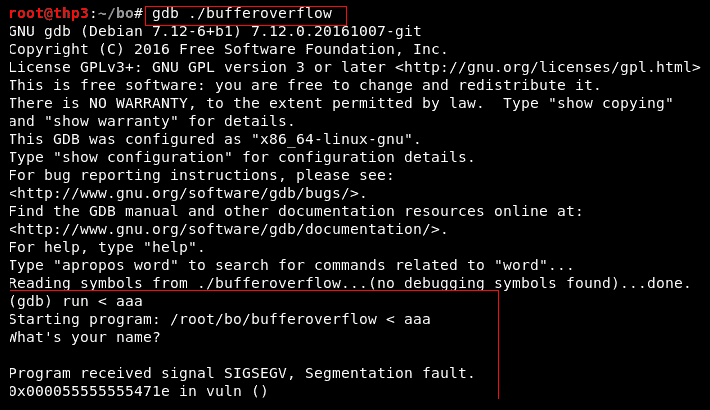 root@thp3:~/bo# gdb ./bufferoverflow
GNU gdb (Debian 7.12-6+b1) 7.12.0.20161007-git
Copyright (C) 2016 Free Software Foundation, Inc.
License GPLv3+: GNU GPL version 3 or later <http://gnu.org/licenses/gpl.html>
This is free software: you are free to change and redistribute it.
There is NO WARRANTY, to the extent permitted by law.  Type "show copying"
and "show warranty" for details.
This GDB was configured as "x86_64-linux-gnu".
Type "show configuration" for configuration details.
For bug reporting instructions, please see:
<http://www.gnu.org/software/gdb/bugs/>.
Find the GDB manual and other documentation resources online at:
<http://www.gnu.org/software/gdb/documentation/>.
For help, type "help".
Type "apropos word" to search for commands related to "word"...
Reading symbols from ./bufferoverflow...(no debugging symbols found)...done.
(gdb) run < aaa
Starting program: /root/bo/bufferoverflow < aaa
What's your name?
Program received signal SIGSEGV, Segmentation fault.
0x000055555555471e in vuln ()